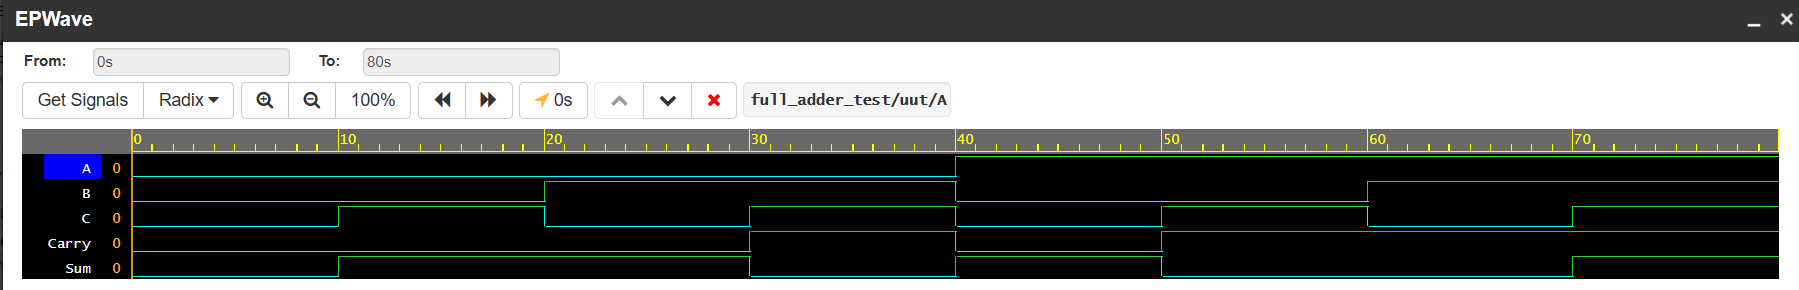 EPWave
From: 0s To: 80s
Get Signals Radix 100% 0s full_adder_test/uut/A
0 10 20 30 40 50 60 70
A 0
B 0
C 0
Carry 0
Sum 0